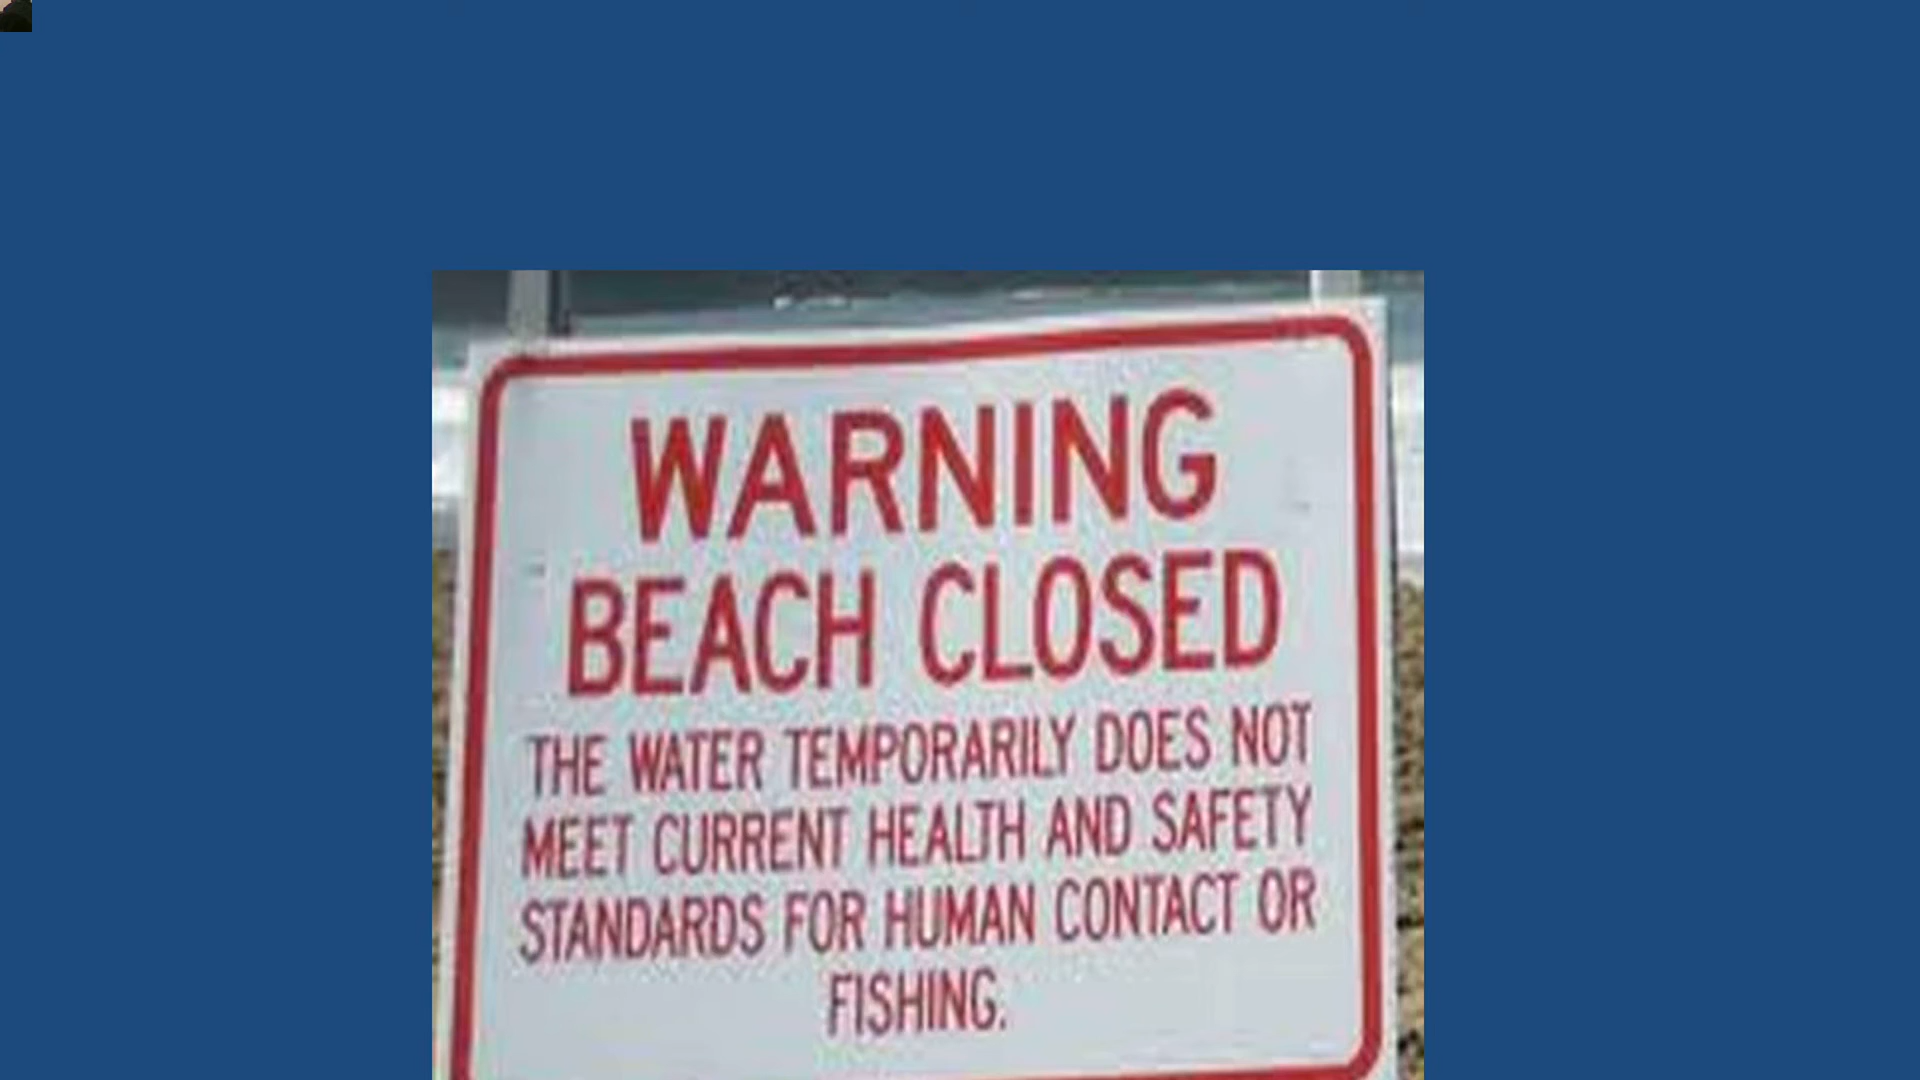 WARNING
BEACH CLOSED
THE WATER TEMPORARILY DOES NOT
MEET CURRENT HEALTH AND SAFETY
STANDARDS FOR HUMAN CONTACT OR
FISHING.